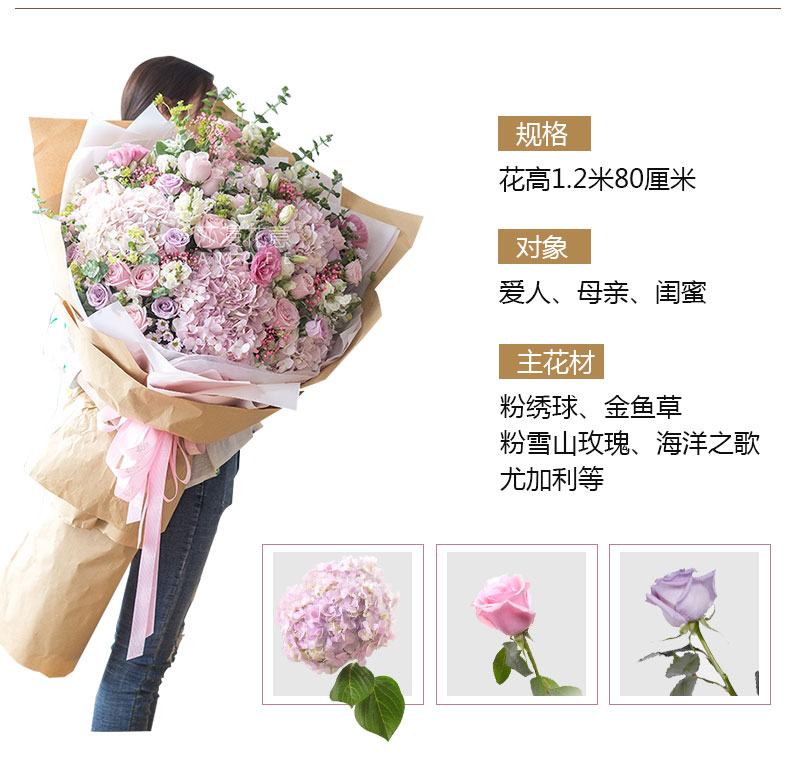 规格
花高1.2米80厘米
对象
爱人、母亲、闺蜜
主花材
粉绣球、金鱼草
粉雪山玫瑰、海洋之歌
尤加利等